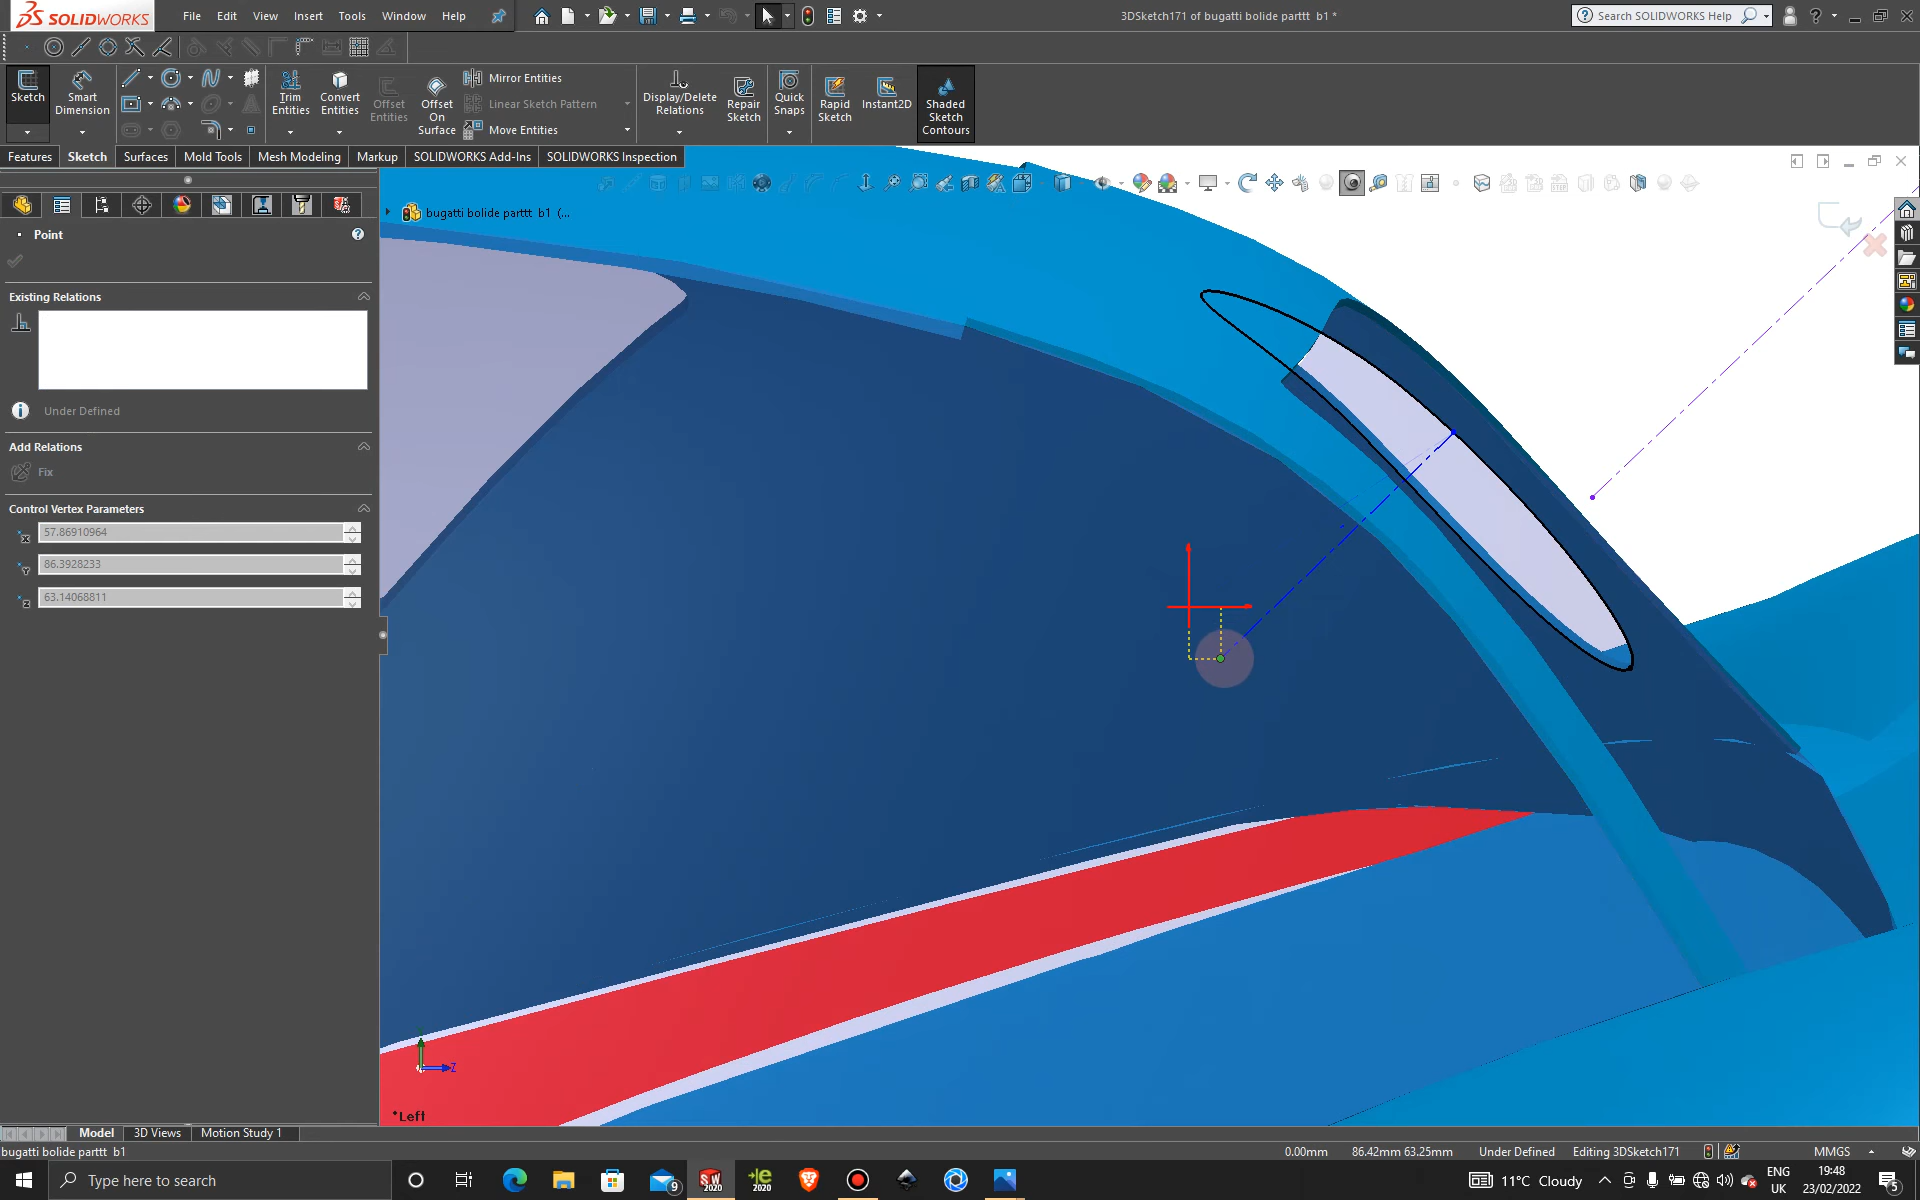 SOLIDWORKS
File Edit View Insert Tools Window Help
3DSketch171 of bugatti bolide parttt b1 *
Search SOLIDWORKS Help
Sketch
Smart Dimension
Trim Entities
Convert Entities
Offset Entities
Offset On Surface
Mirror Entities
Linear Sketch Pattern
Move Entities
Display/Delete Relations
Repair Sketch
Quick Snaps
Rapid Sketch
Instant2D
Shaded Sketch Contours
Features Sketch Surfaces Mold Tools Mesh Modeling Markup SOLIDWORKS Add-Ins SOLIDWORKS Inspection
bugatti bolide parttt b1 (...
Point
Existing Relations
Under Defined
Add Relations
Fix
Control Vertex Parameters
57.86910964
86.3928233
63.14068811
Z
*Left
Model 3D Views Motion Study 1
bugatti bolide parttt b1
0.00mm 86.42mm 63.25mm Under Defined Editing 3DSketch171 MMGS
Type here to search
9
SW 2020
e 2020
11°C Cloudy
ENG UK
19:48
23/02/2022
5